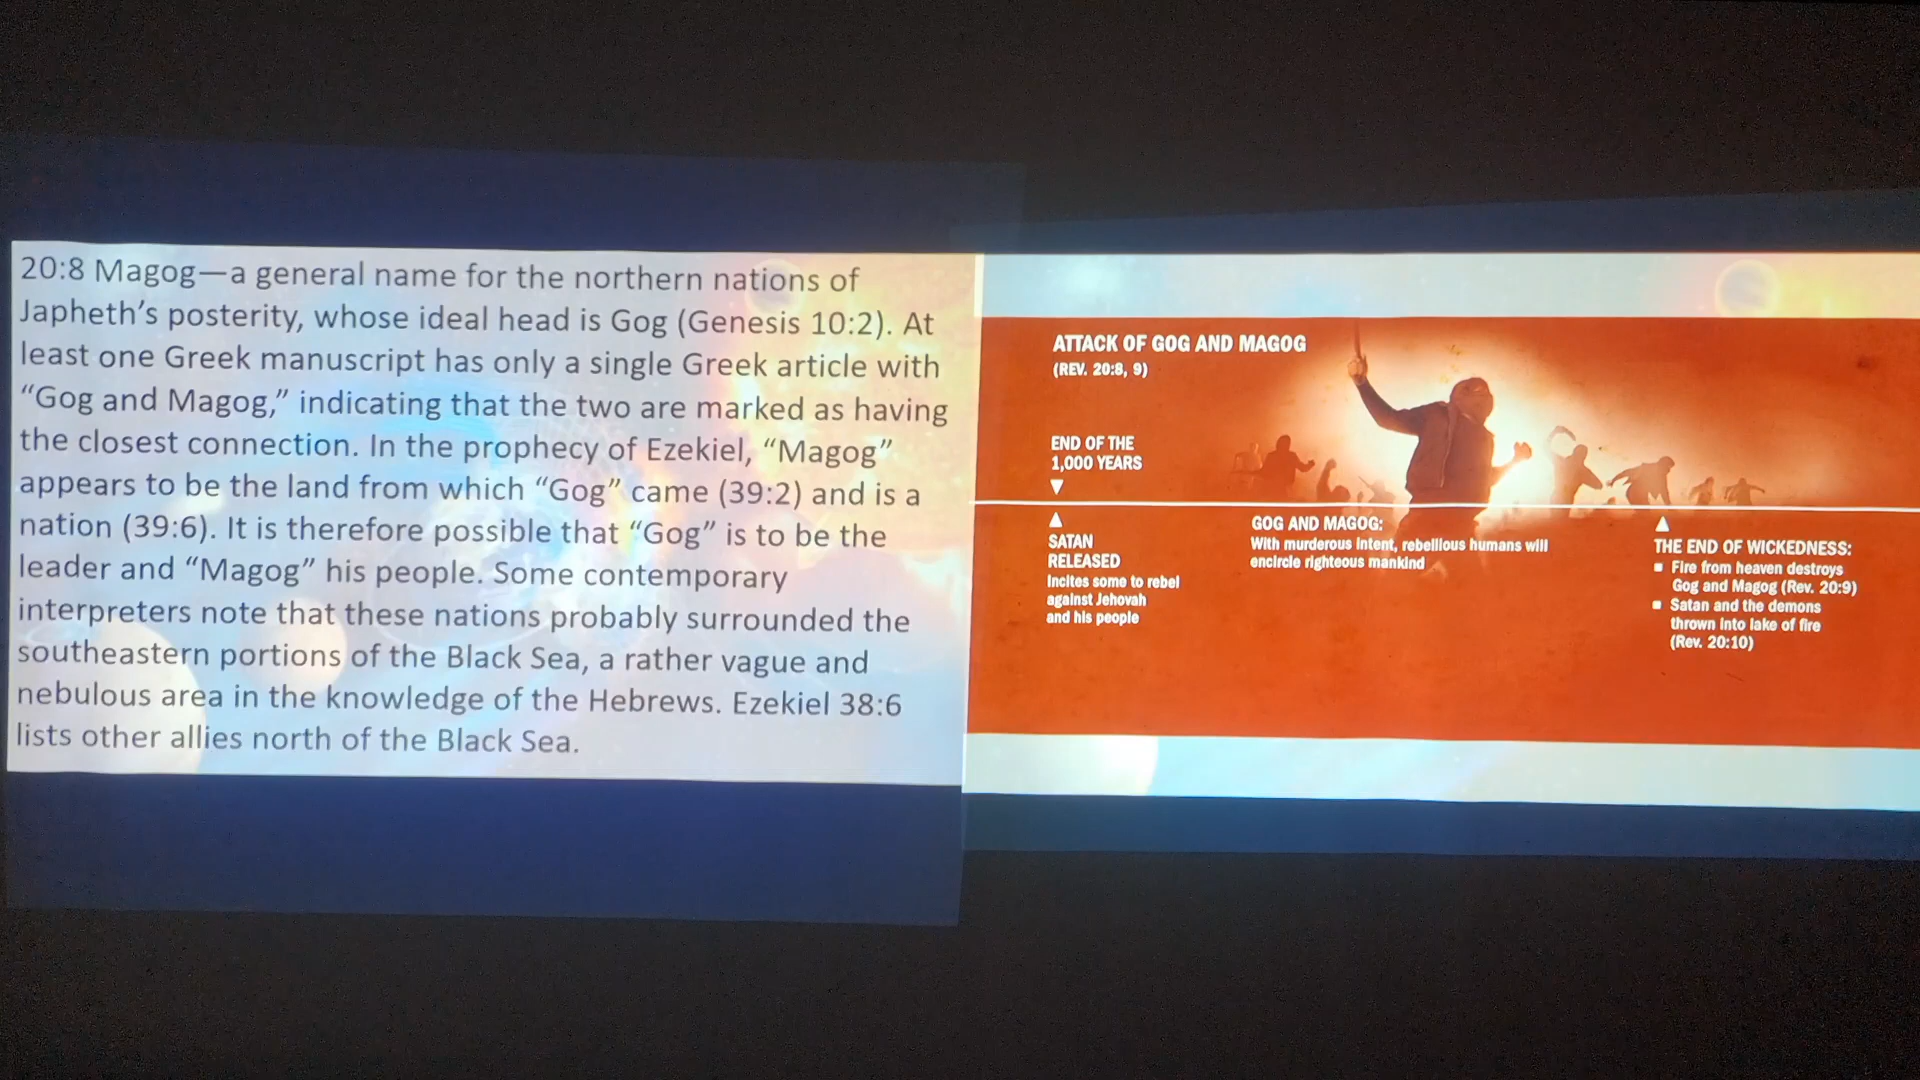 20:8 Magog—a general name for the northern nations of
Japheth’s posterity, whose ideal head is Gog (Genesis 10:2). At
least one Greek manuscript has only a single Greek article with
“Gog and Magog,” indicating that the two are marked as having
the closest connection. In the prophecy of Ezekiel, “Magog”
appears to be the land from which “Gog” came (39:2) and is a
nation (39:6). It is therefore possible that “Gog” is to be the
leader and “Magog” his people. Some contemporary
interpreters note that these nations probably surrounded the
southeastern portions of the Black Sea, a rather vague and
nebulous area in the knowledge of the Hebrews. Ezekiel 38:6
lists other allies north of the Black Sea.
ATTACK OF GOG AND MAGOG
(REV. 20:8, 9)
END OF THE
1,000 YEARS
SATAN
RELEASED
Incites some to rebel
against Jehovah
and his people
GOG AND MAGOG:
With murderous intent, rebellious humans will
encircle righteous mankind
THE END OF WICKEDNESS:
▪ Fire from heaven destroys
Gog and Magog (Rev. 20:9)
▪ Satan and the demons
thrown into lake of fire
(Rev. 20:10)